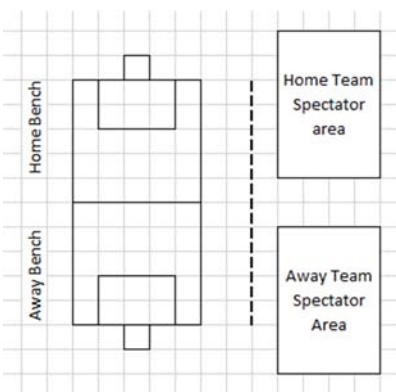 Home Bench
Home Team
Spectator
area
Away Bench
Away Team
Spectator
Area